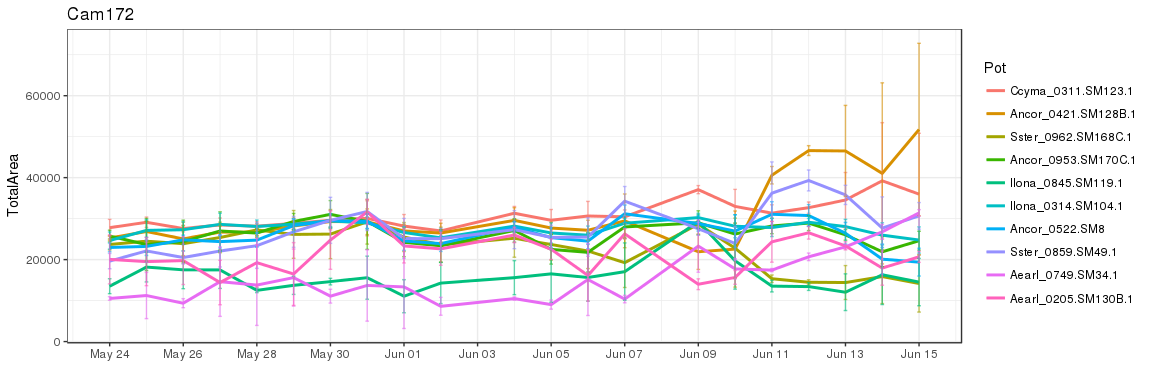 Cam172
TotalArea
60000
40000
20000
0
May 24
May 26
May 28
May 30
Jun 01
Jun 03
Jun 05
Jun 07
Jun 09
Jun 11
Jun 13
Jun 15
Pot
Ccyma_0311.SM123.1
Ancor_0421.SM128B.1
Sster_0962.SM168C.1
Ancor_0953.SM170C.1
Ilona_0845.SM119.1
Ilona_0314.SM104.1
Ancor_0522.SM8
Sster_0859.SM49.1
Aearl_0749.SM34.1
Aearl_0205.SM130B.1